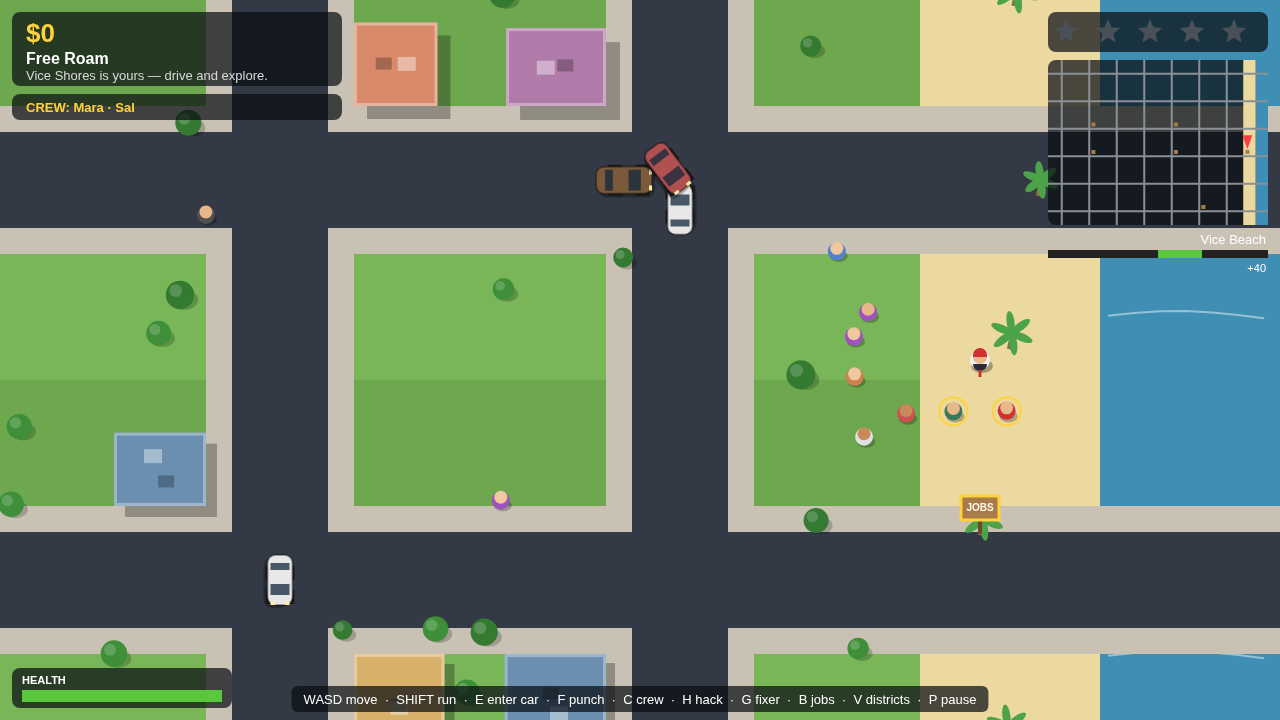 $0
Free Roam
Vice Shores is yours — drive and explore.
CREW: Mara · Sal
Vice Beach
+40
JOBS
HEALTH
WASD move · SHIFT run · E enter car · F punch · C crew · H hack · G fixer · B jobs · V districts · P pause